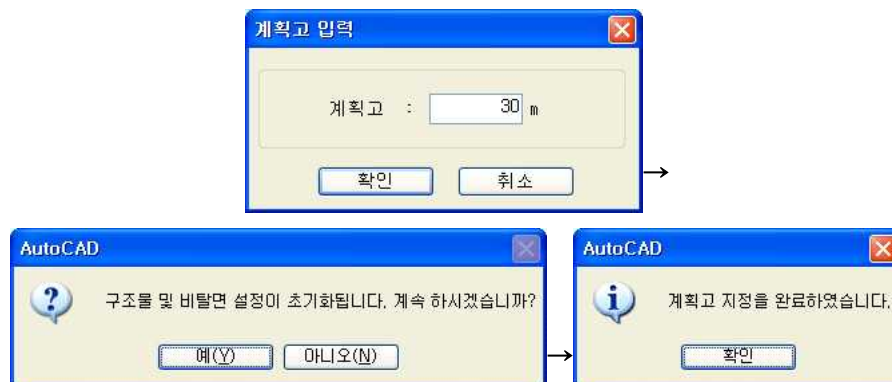 계획고 입력
계획고 : 30 m
확인 취소 →
AutoCAD
구조물 및 비탈면 설정이 초기화됩니다. 계속 하시겠습니까?
예(Y) 아니오(N) →
AutoCAD
계획고 지정을 완료하였습니다.
확인